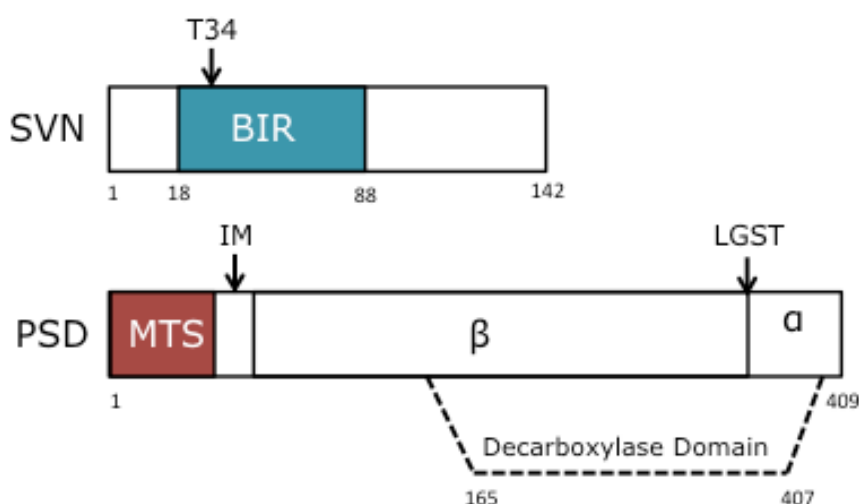 T34
SVN
BIR
1 18 88 142
IM LGST
PSD MTS β α
1 409
Decarboxylase Domain
165 407